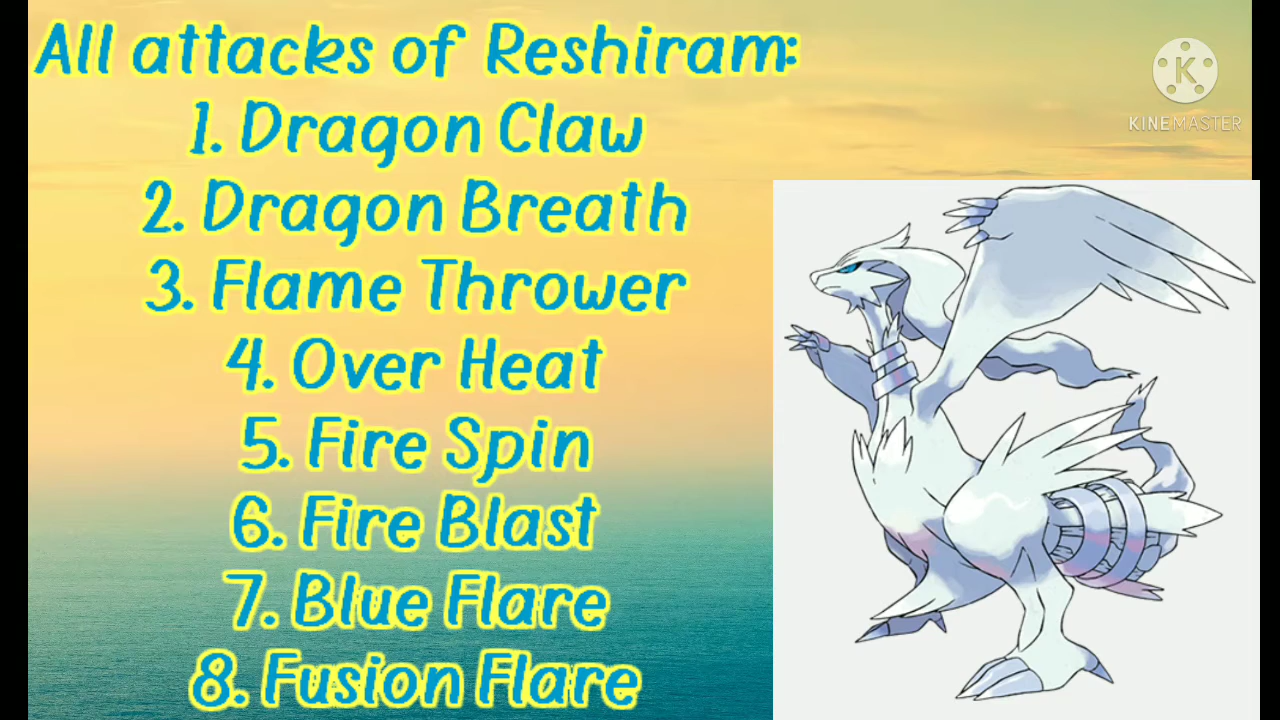 All attacks of Reshiram:
1. Dragon Claw
2. Dragon Breath
3. Flame Thrower
4. Over Heat
5. Fire Spin
6. Fire Blast
7. Blue Flare
8. Fusion Flare
K
KINEMASTER